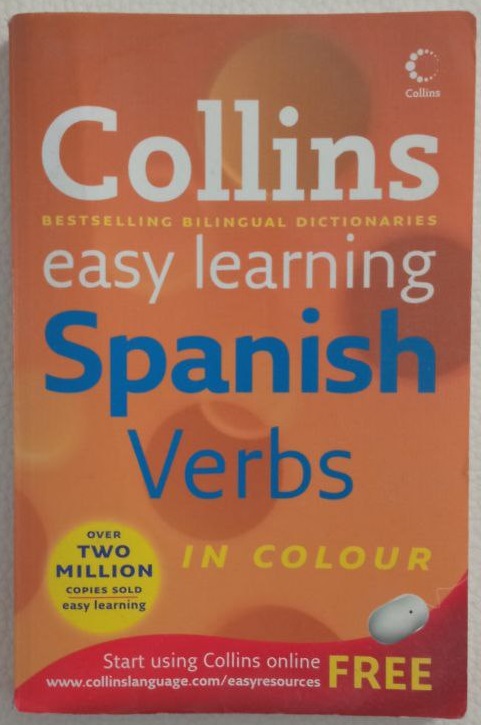 Collins
Collins
BESTSELLING BILINGUAL DICTIONARIES
easy learning
Spanish
Verbs
IN COLOUR
OVER
TWO
MILLION
COPIES SOLD
easy learning
Start using Collins online
www.collinslanguage.com/easyresources
FREE